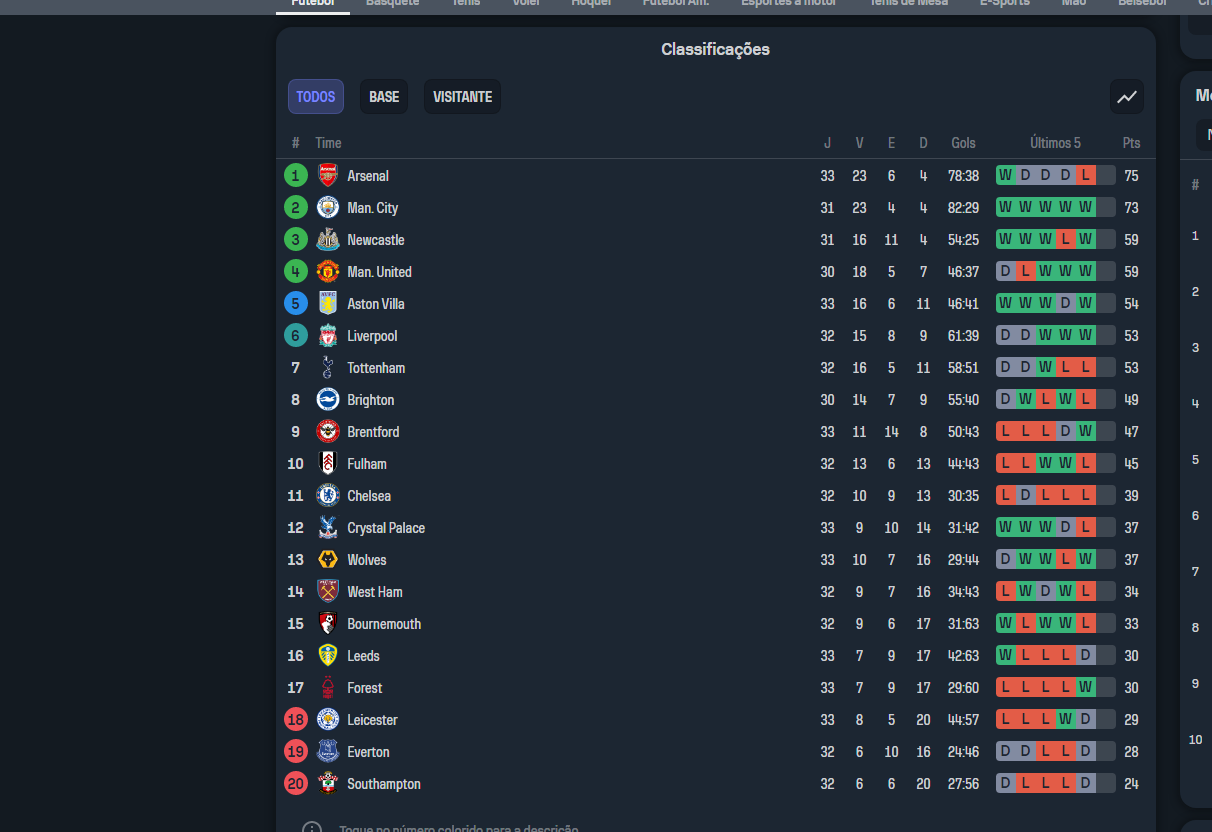 Futebol Basquete Tênis Vôlei Hóquei Futebol Am. Esportes a motor Tênis de Mesa E-Sports Beisebol
Classificações
TODOS BASE VISITANTE
# Time J V E D Gols Últimos 5 Pts
1 Arsenal 33 23 6 4 78:38 W D D D L 75
2 Man. City 31 23 4 4 82:29 W W W W W 73
3 Newcastle 31 16 11 4 54:25 W W W L W 59
4 Man. United 30 18 5 7 46:37 D L W W W 59
5 Aston Villa 33 16 6 11 46:41 W W W D W 54
6 Liverpool 32 15 8 9 61:39 D D W W W 53
7 Tottenham 32 16 5 11 58:51 D D W L L 53
8 Brighton 30 14 7 9 55:40 D W L W L 49
9 Brentford 33 11 14 8 50:43 L L L D W 47
10 Fulham 32 13 6 13 44:43 L L W W L 45
11 Chelsea 32 10 9 13 30:35 L D L L L 39
12 Crystal Palace 33 9 10 14 31:42 W W W D L 37
13 Wolves 33 10 7 16 29:44 D W W L W 37
14 West Ham 32 9 7 16 34:43 L W D W L 34
15 Bournemouth 32 9 6 17 31:63 W L W W L 33
16 Leeds 33 7 9 17 42:63 W L L L D 30
17 Forest 33 7 9 17 29:60 L L L L W 30
18 Leicester 33 8 5 20 44:57 L L L W D 29
19 Everton 32 6 10 16 24:46 D D L L D 28
20 Southampton 32 6 6 20 27:56 D L L L D 24
Toque no número colorido para a descrição
#
1
2
3
4
5
6
7
8
9
10